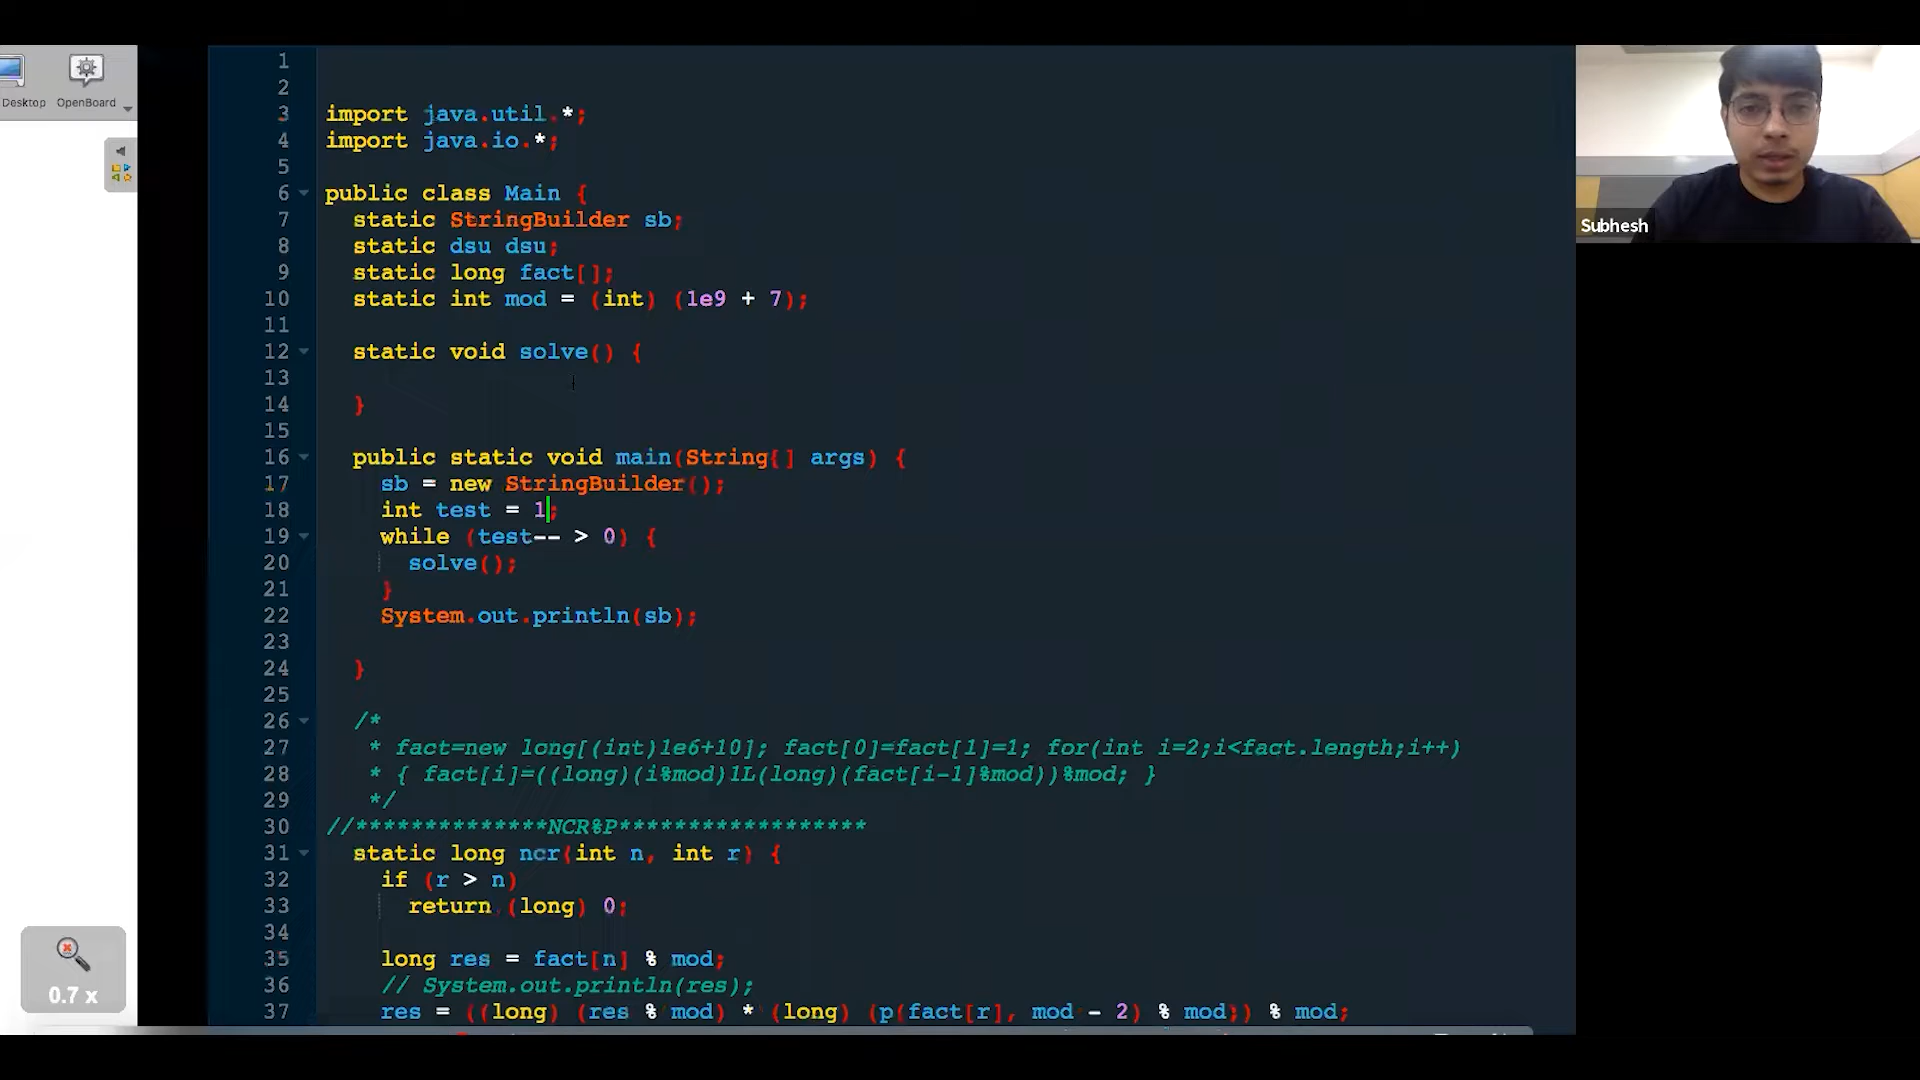 Desktop
OpenBoard
1
2
3 import java.util.*;
4 import java.io.*;
5
6 public class Main {
7 static StringBuilder sb;
8 static dsu dsu;
9 static long fact[];
10 static int mod = (int) (1e9 + 7);
11
12 static void solve() {
13
14 }
15
16 public static void main(String[] args) {
17 sb = new StringBuilder();
18 int test = 1;
19 while (test-- > 0) {
20 solve();
21 }
22 System.out.println(sb);
23
24 }
25
26 /*
27 * fact=new long[(int)1e6+10]; fact[0]=fact[1]=1; for(int i=2;i<fact.length;i++)
28 * { fact[i]=((long)(i%mod)1L(long)(fact[i-1]%mod))%mod; }
29 */
30 //**************NCR%P******************
31 static long ncr(int n, int r) {
32 if (r > n)
33 return (long) 0;
34
35 long res = fact[n] % mod;
36 // System.out.println(res);
37 res = ((long) (res % mod) * (long) (p(fact[r], mod - 2) % mod)) % mod;
0.7 x
Subhesh